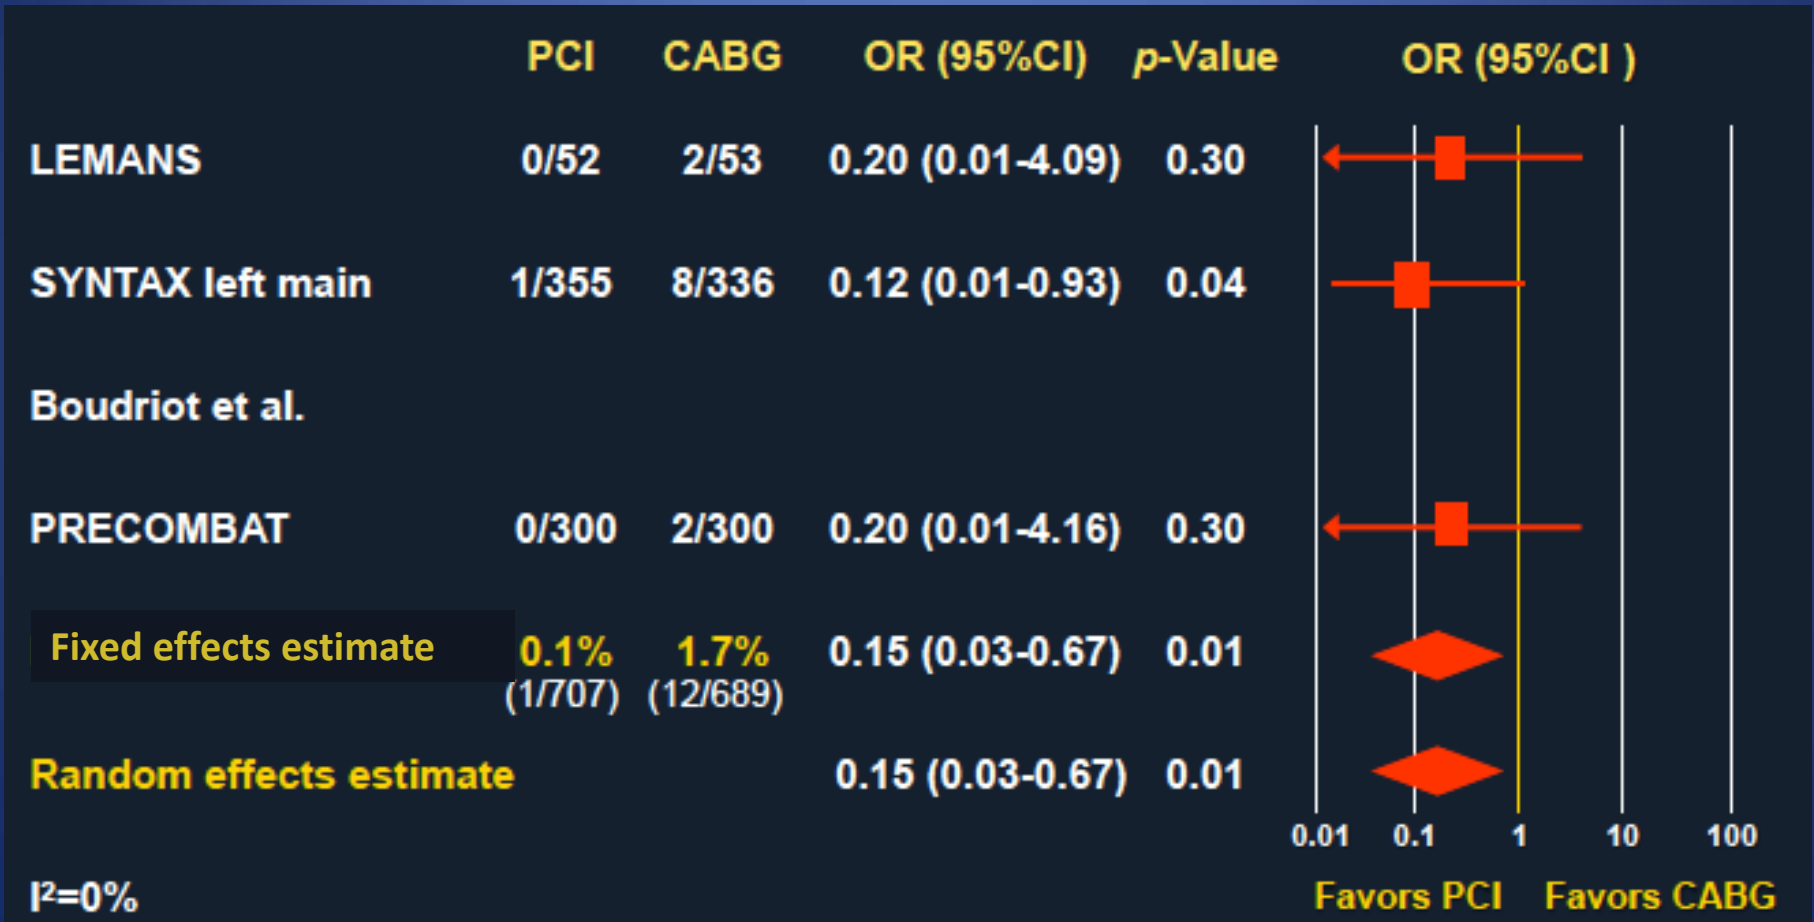 PCI CABG OR (95%CI) p-Value OR (95%CI )
LEMANS 0/52 2/53 0.20 (0.01-4.09) 0.30
SYNTAX left main 1/355 8/336 0.12 (0.01-0.93) 0.04
Boudriot et al.
PRECOMBAT 0/300 2/300 0.20 (0.01-4.16) 0.30
Fixed effects estimate 0.1% 1.7% 0.15 (0.03-0.67) 0.01
(1/707) (12/689)
Random effects estimate 0.15 (0.03-0.67) 0.01
0.01 0.1 1 10 100
I²=0% Favors PCI Favors CABG